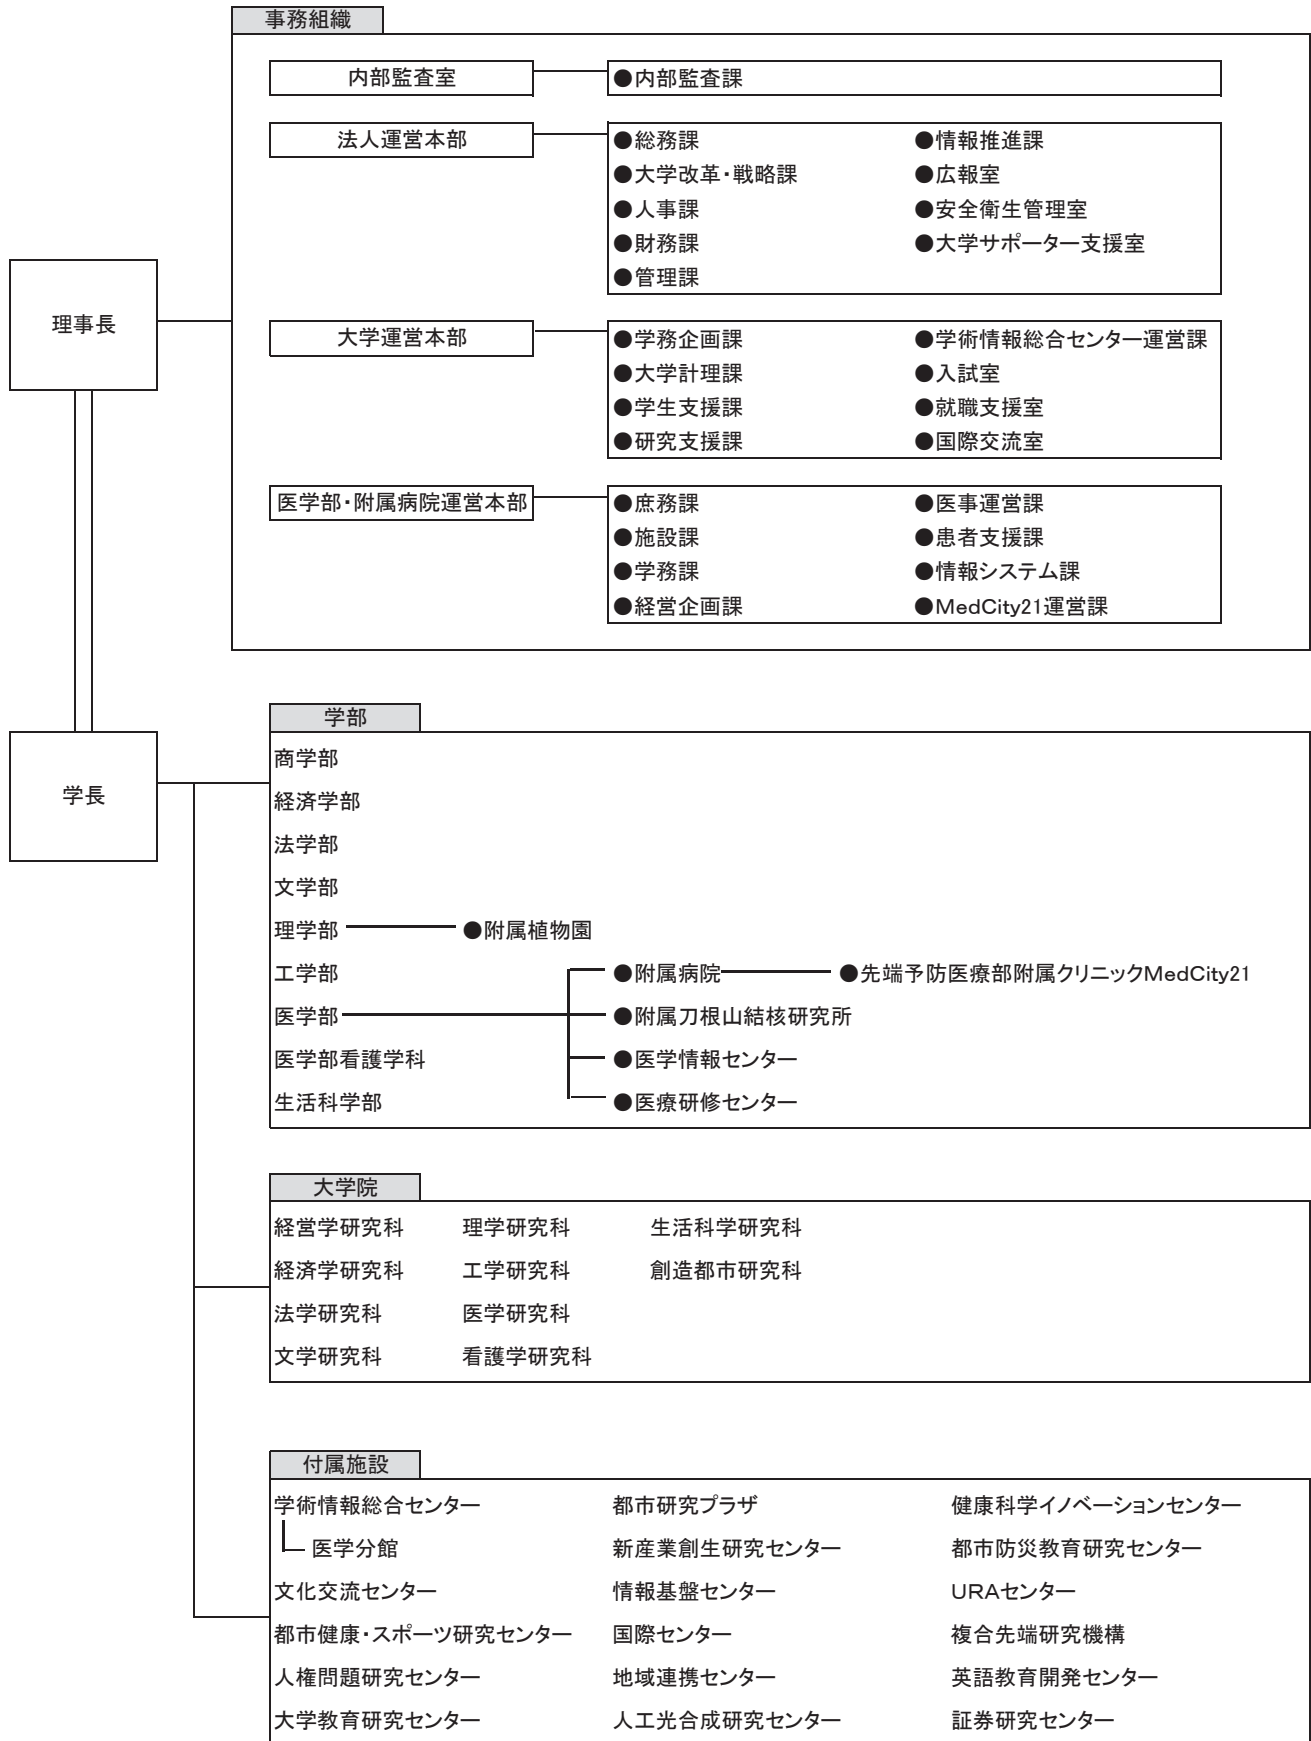 事務組織
内部監査室
●内部監査課
法人運営本部
●総務課
●情報推進課
●大学改革・戦略課
●広報室
●人事課
●安全衛生管理室
●財務課
●大学サポーター支援室
●管理課
理事長
大学運営本部
●学務企画課
●学術情報総合センター運営課
●大学計理課
●入試室
●学生支援課
●就職支援室
●研究支援課
●国際交流室
医学部・附属病院運営本部
●庶務課
●医事運営課
●施設課
●患者支援課
●学務課
●情報システム課
●経営企画課
●MedCity21運営課
学長
学部
商学部
経済学部
法学部
文学部
理学部
●附属植物園
工学部
●附属病院
●先端予防医療部附属クリニックMedCity21
医学部
●附属刀根山結核研究所
医学部看護学科
●医学情報センター
生活科学部
●医療研修センター
大学院
経営学研究科 理学研究科 生活科学研究科
経済学研究科 工学研究科 創造都市研究科
法学研究科 医学研究科
文学研究科 看護学研究科
付属施設
学術情報総合センター 都市研究プラザ 健康科学イノベーションセンター
医学分館 新産業創生研究センター 都市防災教育研究センター
文化交流センター 情報基盤センター URAセンター
都市健康・スポーツ研究センター 国際センター 複合先端研究機構
人権問題研究センター 地域連携センター 英語教育開発センター
大学教育研究センター 人工光合成研究センター 証券研究センター